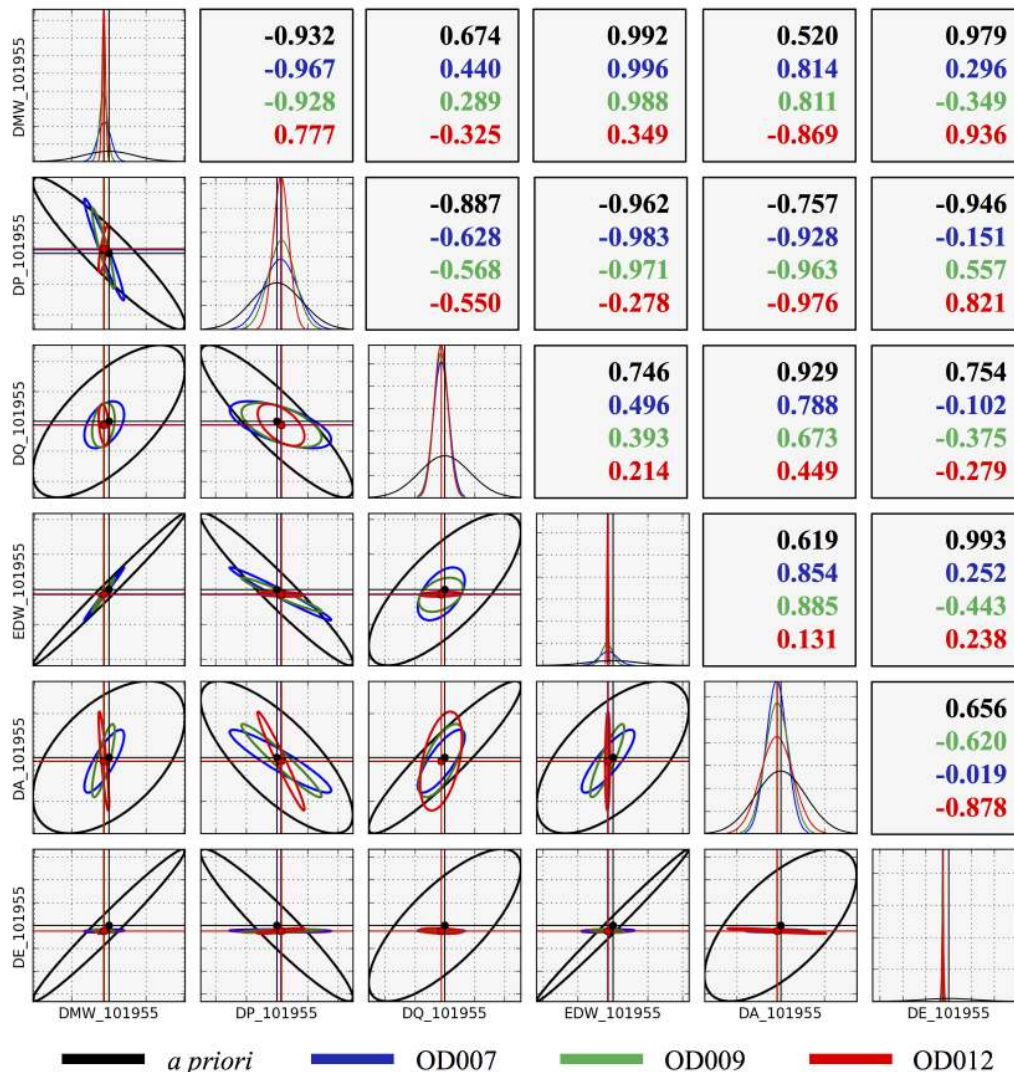 DMW_101955
-0.932 0.674 0.992 0.520 0.979
-0.967 0.440 0.996 0.814 0.296
-0.928 0.289 0.988 0.811 -0.349
0.777 -0.325 0.349 -0.869 0.936
DP_101955
-0.887 -0.962 -0.757 -0.946
-0.628 -0.983 -0.928 -0.151
-0.568 -0.971 -0.963 0.557
-0.550 -0.278 -0.976 0.821
DQ_101955
0.746 0.929 0.754
0.496 0.788 -0.102
0.393 0.673 -0.375
0.214 0.449 -0.279
EDW_101955
0.619 0.993
0.854 0.252
0.885 -0.443
0.131 0.238
DA_101955
0.656
-0.620
-0.019
-0.878
DE_101955
DMW_101955 DP_101955 DQ_101955 EDW_101955 DA_101955 DE_101955
a priori OD007 OD009 OD012